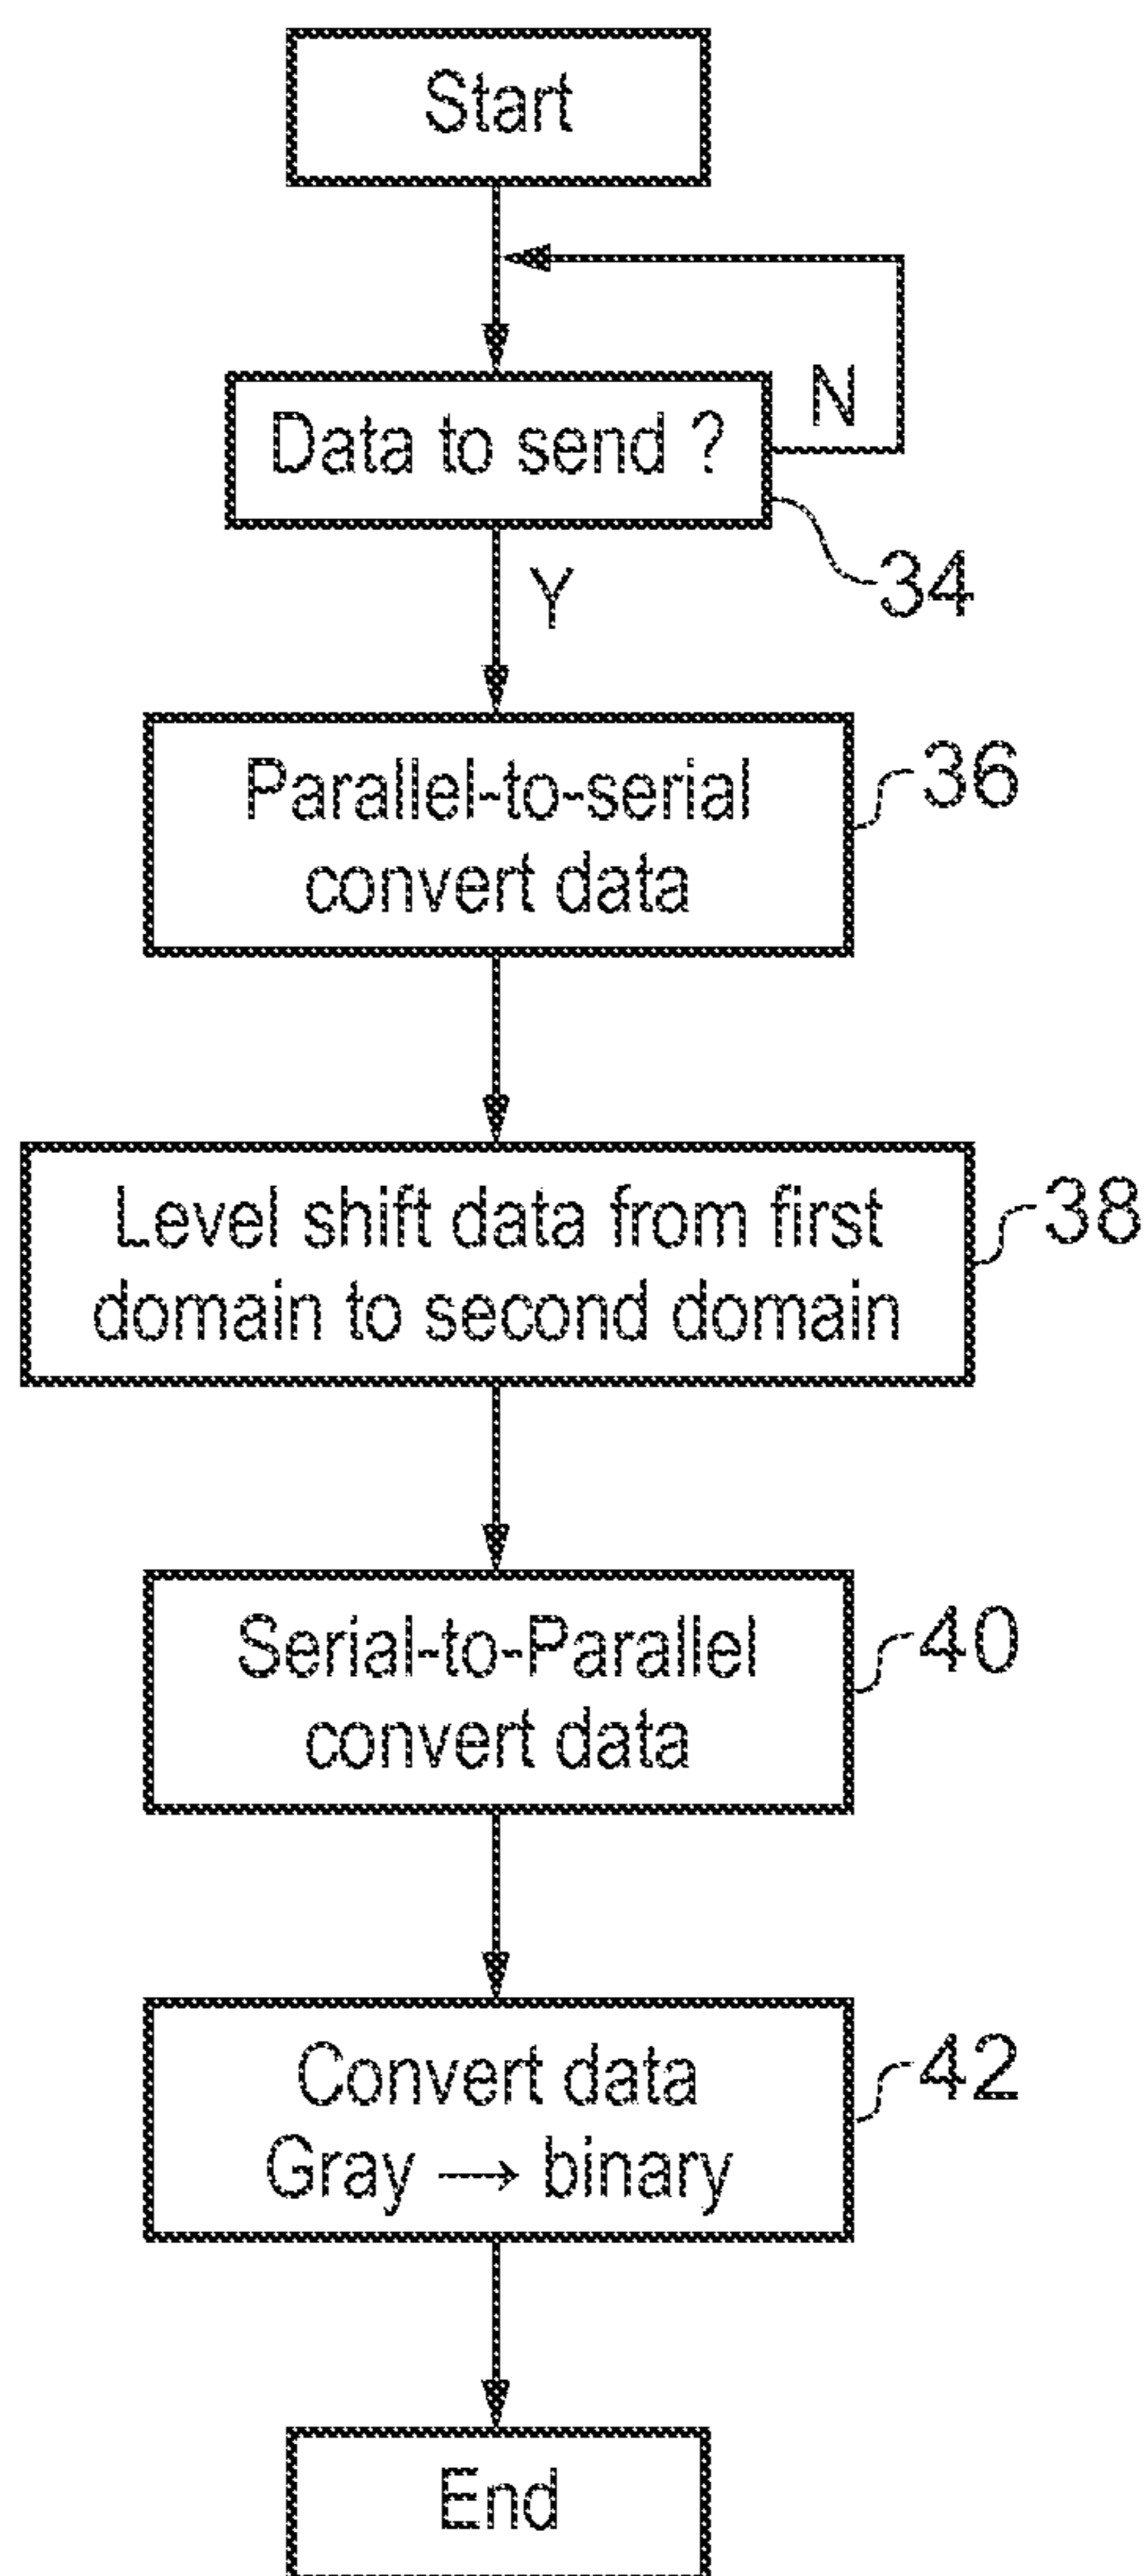 Start
N
Data to send ?
34
Y
Parallel-to-serial
convert data
36
Level shift data from first
domain to second domain
38
Serial-to-Parallel
convert data
40
Convert data
Gray → binary
42
End